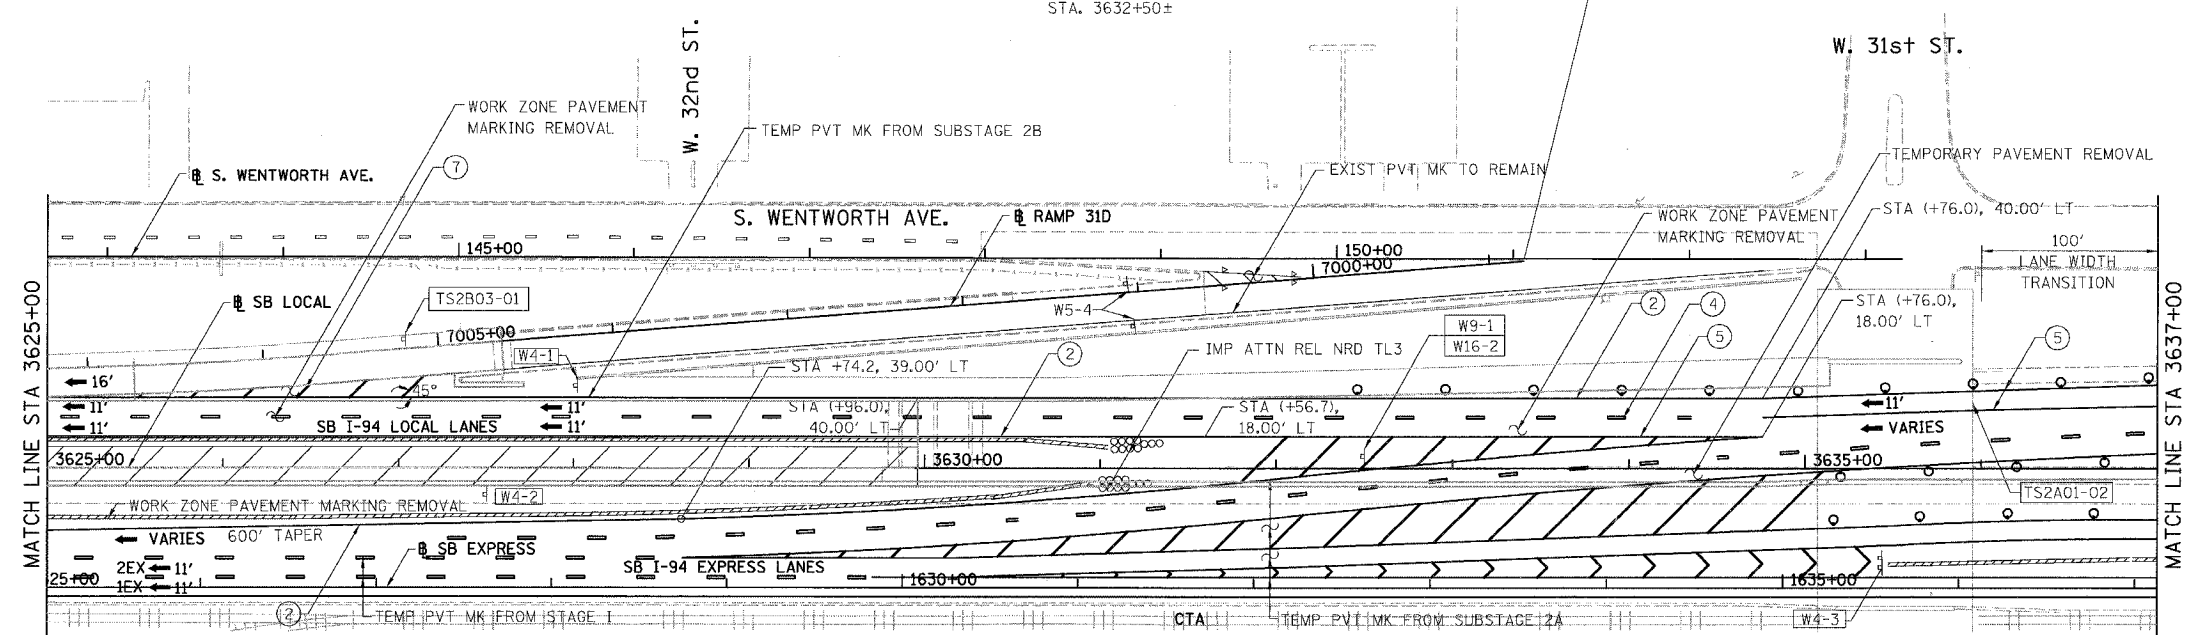 STA. 3632+50±
W. 32nd ST.
W. 31st ST.
WORK ZONE PAVEMENT
MARKING REMOVAL
TEMP PVT MK FROM SUBSTAGE 2B
7
TEMPORARY PAVEMENT REMOVAL
EXIST PVT MK TO REMAIN
℄ S. WENTWORTH AVE.
S. WENTWORTH AVE.
℄ RAMP 31D
WORK ZONE PAVEMENT
MARKING REMOVAL
STA (+76.0), 40.00' LT
145+00
150+00
7000+00
100'
LANE WIDTH
TRANSITION
MATCH LINE STA 3625+00
MATCH LINE STA 3637+00
℄ SB LOCAL
TS2B03-01
7005+00
W5-4
W9-1
W16-2
2
4
5
STA (+76.0),
18.00' LT
5
W4-1
2
IMP ATTN REL NRD TL3
STA +74.2, 39.00' LT
16'
45°
11'
11'
11'
11'
SB I-94 LOCAL LANES
STA (+96.0),
40.00' LT
STA (+56.7),
18.00' LT
11'
VARIES
3625+00
3630+00
3635+00
W4-2
TS2A01-02
WORK ZONE PAVEMENT MARKING REMOVAL
VARIES
600' TAPER
℄ SB EXPRESS
SB I-94 EXPRESS LANES
2EX
11'
1EX
11'
25+00
1630+00
1635+00
2
TEMP PVT MK FROM STAGE I
CTA
TEMP PVT MK FROM SUBSTAGE 2A
W4-3